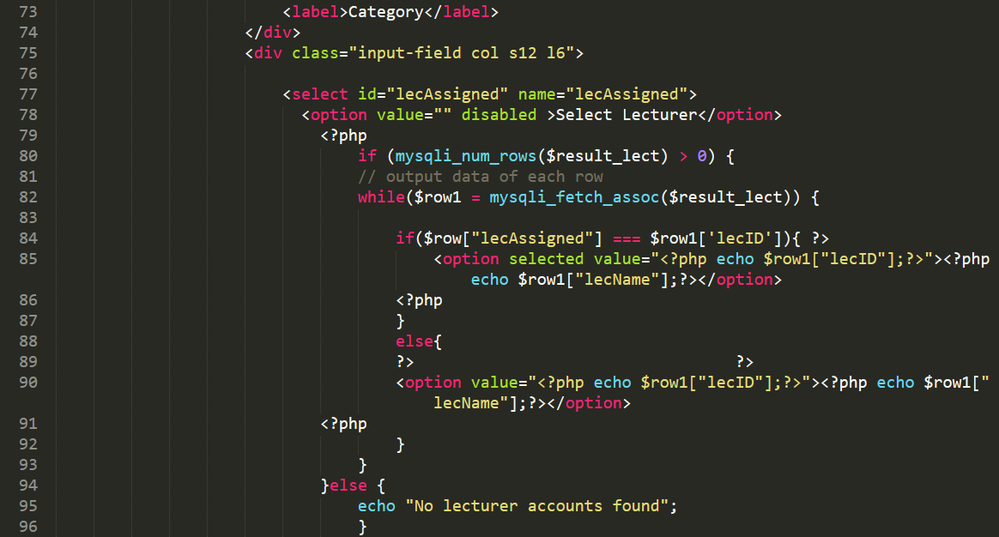 73 <label>Category</label>
74 </div>
75 <div class="input-field col s12 l6">
76
77 <select id="lecAssigned" name="lecAssigned">
78 <option value="" disabled >Select Lecturer</option>
79 <?php
80 if (mysqli_num_rows($result_lect) > 0) {
81 // output data of each row
82 while($row1 = mysqli_fetch_assoc($result_lect)) {
83
84 if($row["lecAssigned"] === $row1['lecID']){ ?>
85 <option selected value="<?php echo $row1["lecID"];?>"><?php
echo $row1["lecName"];?></option>
86 <?php
87 }
88 else{
89 ?> ?>
90 <option value="<?php echo $row1["lecID"];?>"><?php echo $row1["
lecName"];?></option>
91 <?php
92 }
93 }
94 }else {
95 echo "No lecturer accounts found";
96 }